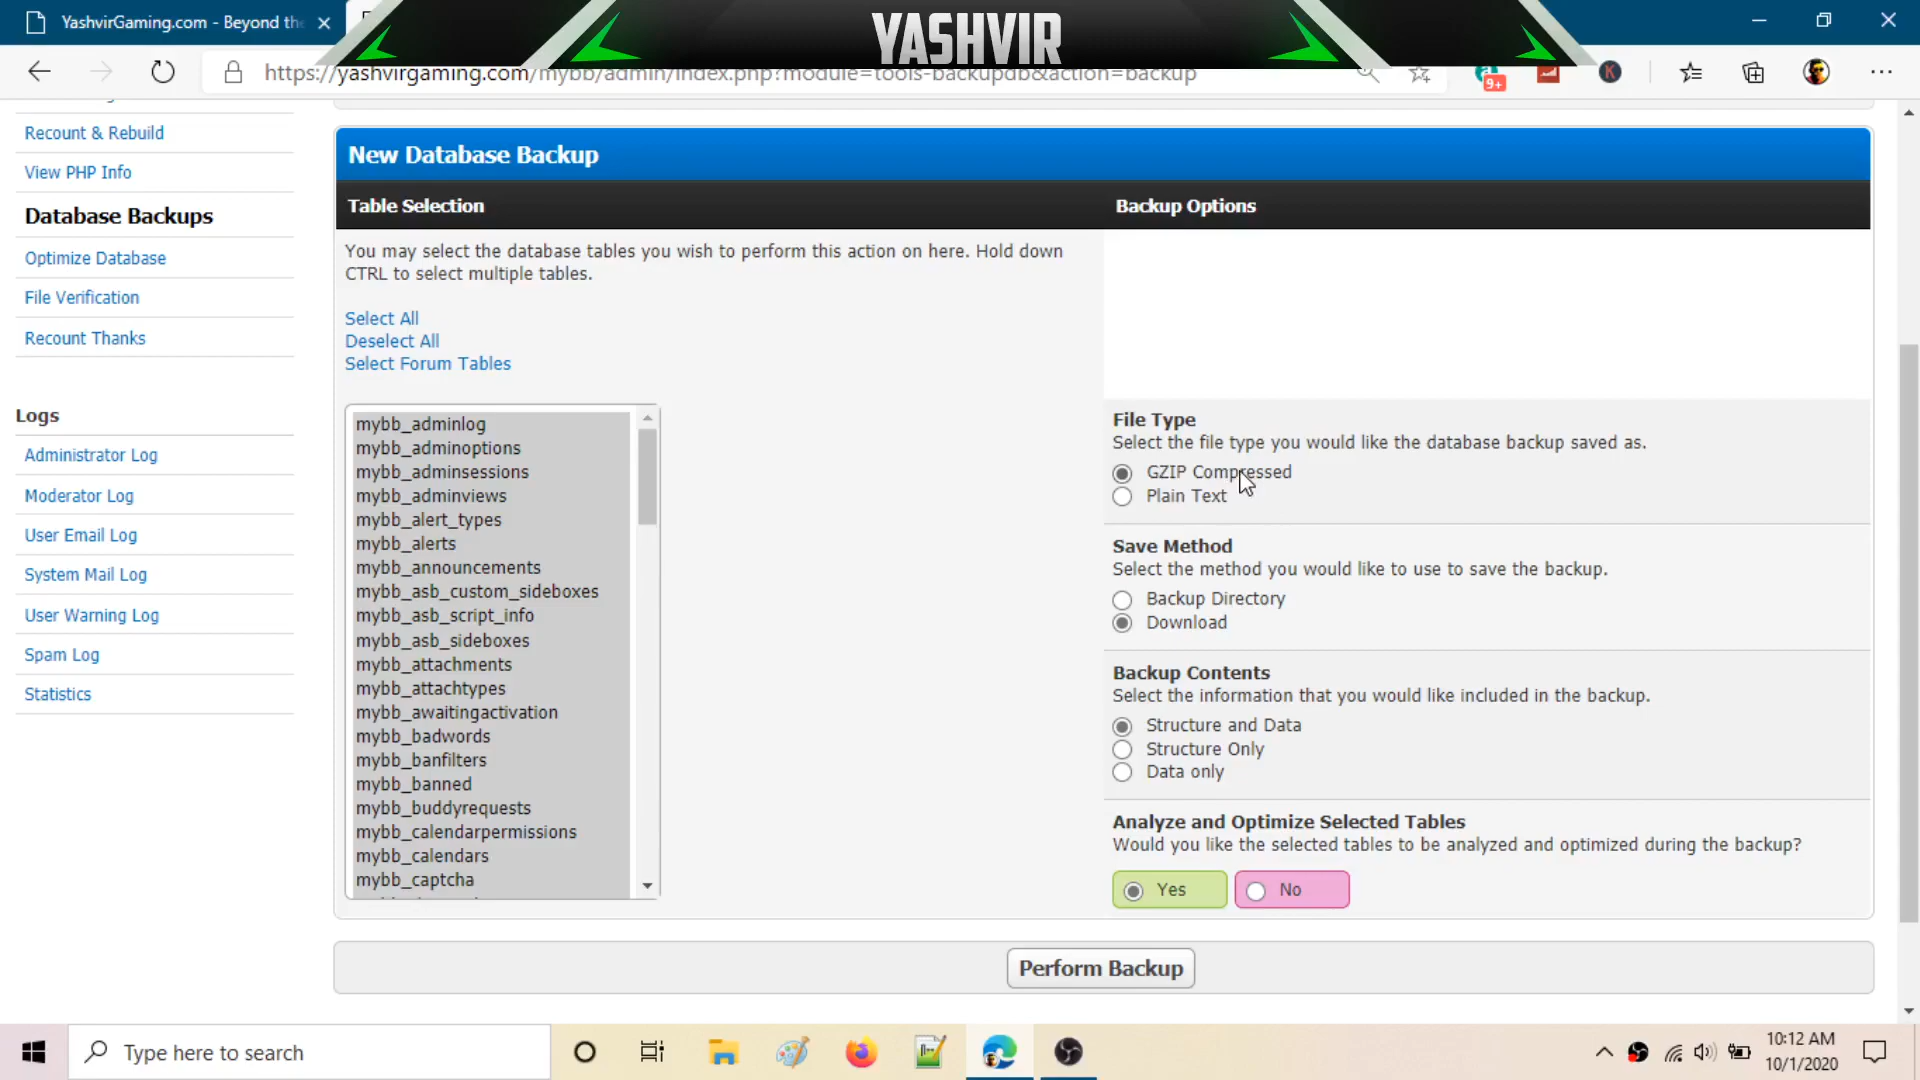 YashvirGaming.com - Beyond the
YASHVIR
https://yashvirgaming.com/mybb/admin/index.php?module=tools-backupdb&action=backup
9+
K
Recount & Rebuild
View PHP Info
Database Backups
Optimize Database
File Verification
Recount Thanks
Logs
Administrator Log
Moderator Log
User Email Log
System Mail Log
User Warning Log
Spam Log
Statistics
New Database Backup
Table Selection
Backup Options
You may select the database tables you wish to perform this action on here. Hold down
CTRL to select multiple tables.
Select All
Deselect All
Select Forum Tables
mybb_adminlog
mybb_adminoptions
mybb_adminsessions
mybb_adminviews
mybb_alert_types
mybb_alerts
mybb_announcements
mybb_asb_custom_sideboxes
mybb_asb_script_info
mybb_asb_sideboxes
mybb_attachments
mybb_attachtypes
mybb_awaitingactivation
mybb_badwords
mybb_banfilters
mybb_banned
mybb_buddyrequests
mybb_calendarpermissions
mybb_calendars
mybb_captcha
File Type
Select the file type you would like the database backup saved as.
GZIP Compressed
Plain Text
Save Method
Select the method you would like to use to save the backup.
Backup Directory
Download
Backup Contents
Select the information that you would like included in the backup.
Structure and Data
Structure Only
Data only
Analyze and Optimize Selected Tables
Would you like the selected tables to be analyzed and optimized during the backup?
Yes
No
Perform Backup
Type here to search
10:12 AM
10/1/2020